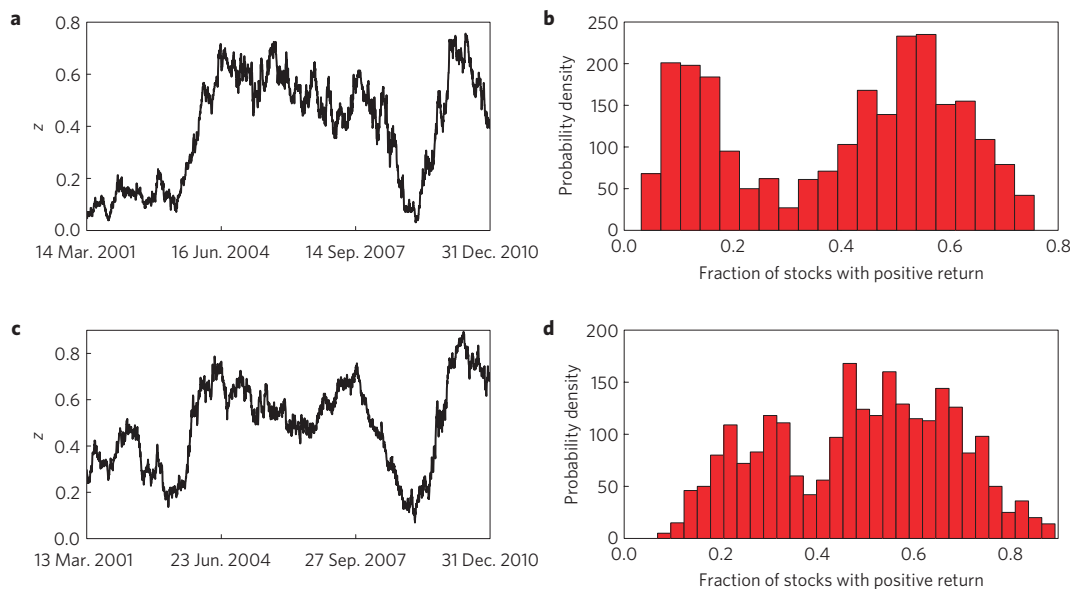 a
0.8
0.6
0.4
0.2
0.0
z
14 Mar. 2001 16 Jun. 2004 14 Sep. 2007 31 Dec. 2010
b
250
200
150
100
50
0
Probability density
0.0 0.2 0.4 0.6 0.8
Fraction of stocks with positive return
c
0.8
0.6
0.4
0.2
0.0
z
13 Mar. 2001 23 Jun. 2004 27 Sep. 2007 31 Dec. 2010
d
200
150
100
50
0
Probability density
0.0 0.2 0.4 0.6 0.8
Fraction of stocks with positive return